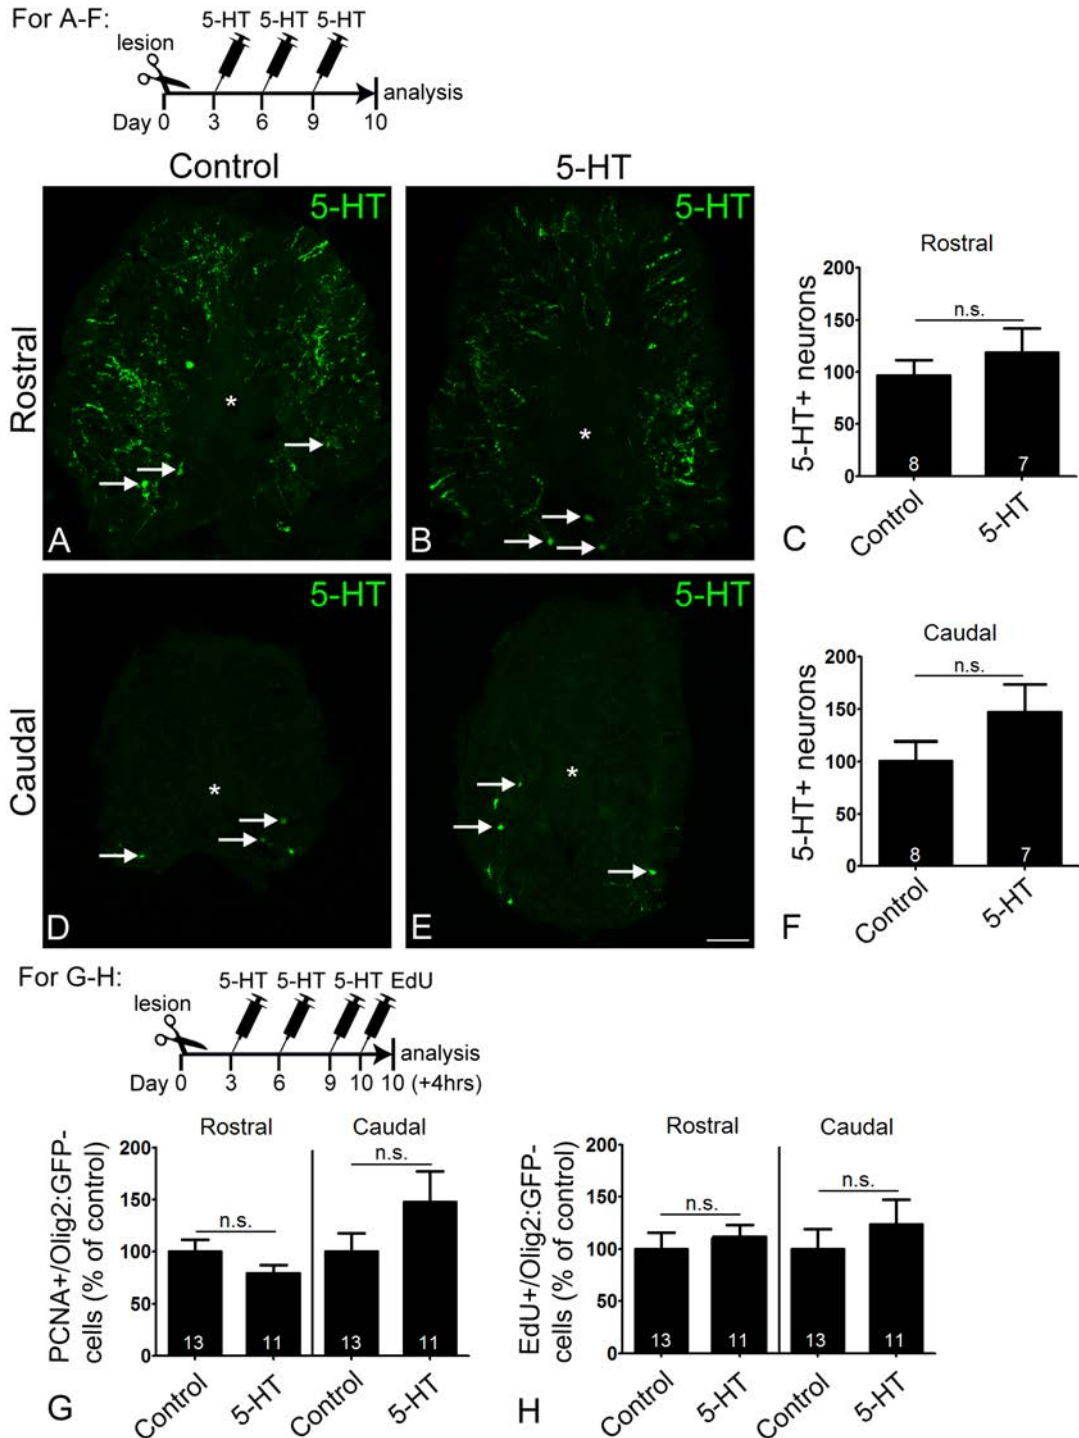 For A-F:
5-HT 5-HT 5-HT
lesion
analysis
Day 0 3 6 9 10
Control 5-HT
Rostral
5-HT
A
5-HT
B
Rostral
5-HT+ neurons
200
150
100
50
0
n.s.
8 7
Control 5-HT
C
Caudal
5-HT
D
5-HT
E
Caudal
5-HT+ neurons
200
150
100
50
0
n.s.
8 7
Control 5-HT
F
For G-H:
5-HT 5-HT 5-HT EdU
lesion
analysis
Day 0 3 6 9 10 10 (+4hrs)
Rostral Caudal
PCNA+/Olig2:GFP-
cells (% of control)
200
150
100
50
0
n.s. n.s.
13 11 13 11
Control 5-HT Control 5-HT
G
Rostral Caudal
EdU+/Olig2:GFP-
cells (% of control)
200
150
100
50
0
n.s. n.s.
13 11 13 11
Control 5-HT Control 5-HT
H